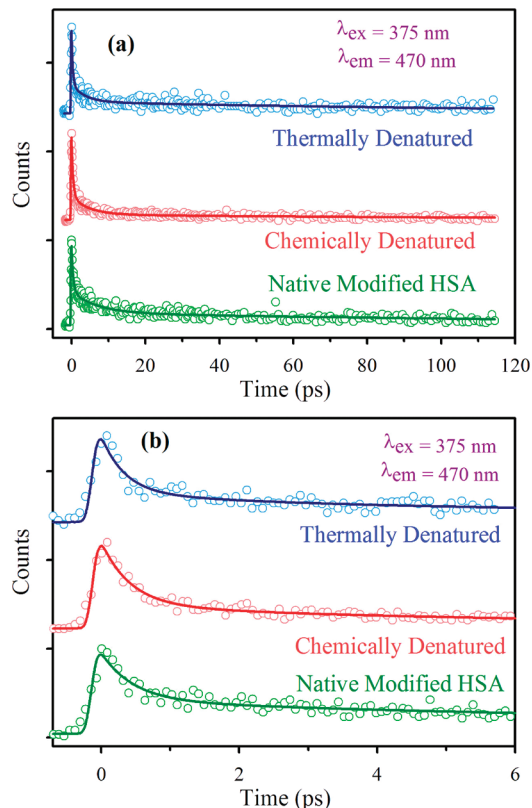 (a)
λex = 375 nm
λem = 470 nm
Thermally Denatured
Chemically Denatured
Native Modified HSA
Counts
0 20 40 60 80 100 120
Time (ps)
(b)
λex = 375 nm
λem = 470 nm
Thermally Denatured
Chemically Denatured
Native Modified HSA
Counts
0 2 4 6
Time (ps)